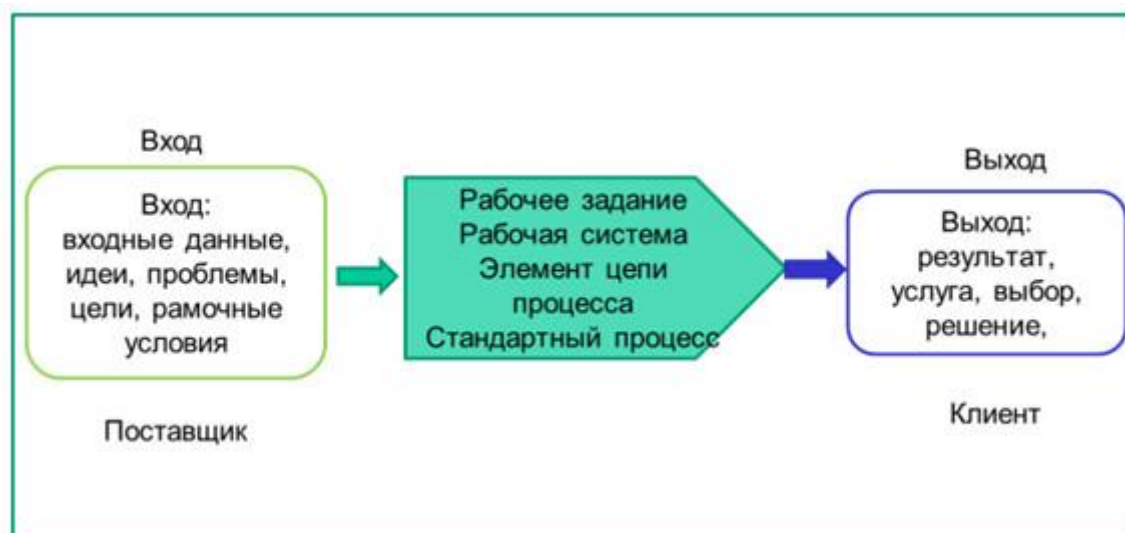 Вход
Вход:
входные данные,
идеи, проблемы,
цели, рамочные
условия
Поставщик
Рабочее задание
Рабочая система
Элемент цепи
процесса
Стандартный процесс
Выход
Выход:
результат,
услуга, выбор,
решение,
Клиент